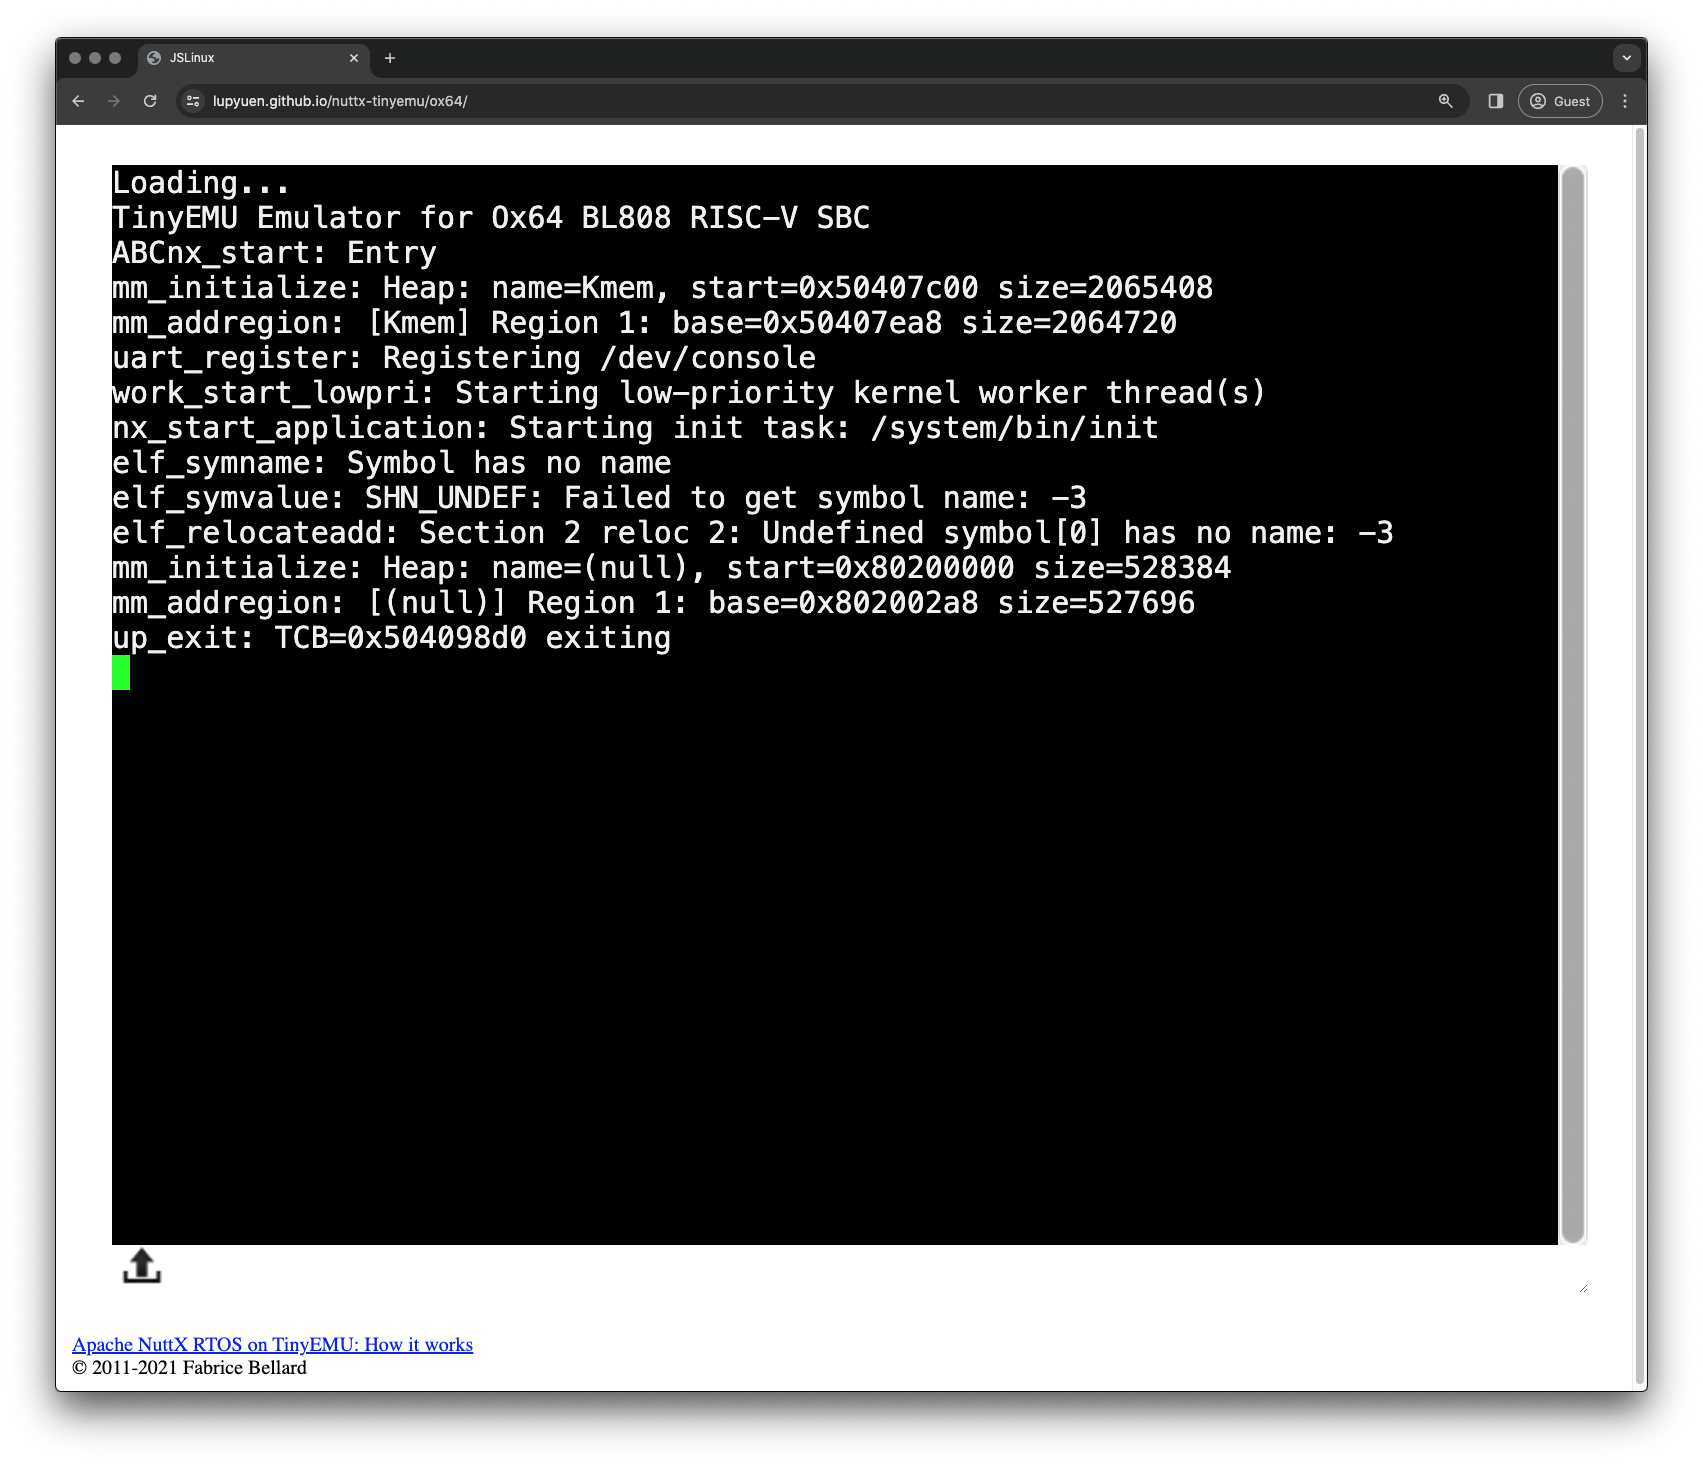 JSLinux
lupyuen.github.io/nuttx-tinyemu/ox64/
Guest
Loading...
TinyEMU Emulator for Ox64 BL808 RISC-V SBC
ABCnx_start: Entry
mm_initialize: Heap: name=Kmem, start=0x50407c00 size=2065408
mm_addregion: [Kmem] Region 1: base=0x50407ea8 size=2064720
uart_register: Registering /dev/console
work_start_lowpri: Starting low-priority kernel worker thread(s)
nx_start_application: Starting init task: /system/bin/init
elf_symname: Symbol has no name
elf_symvalue: SHN_UNDEF: Failed to get symbol name: -3
elf_relocateadd: Section 2 reloc 2: Undefined symbol[0] has no name: -3
mm_initialize: Heap: name=(null), start=0x80200000 size=528384
mm_addregion: [(null)] Region 1: base=0x802002a8 size=527696
up_exit: TCB=0x504098d0 exiting
Apache NuttX RTOS on TinyEMU: How it works
© 2011-2021 Fabrice Bellard